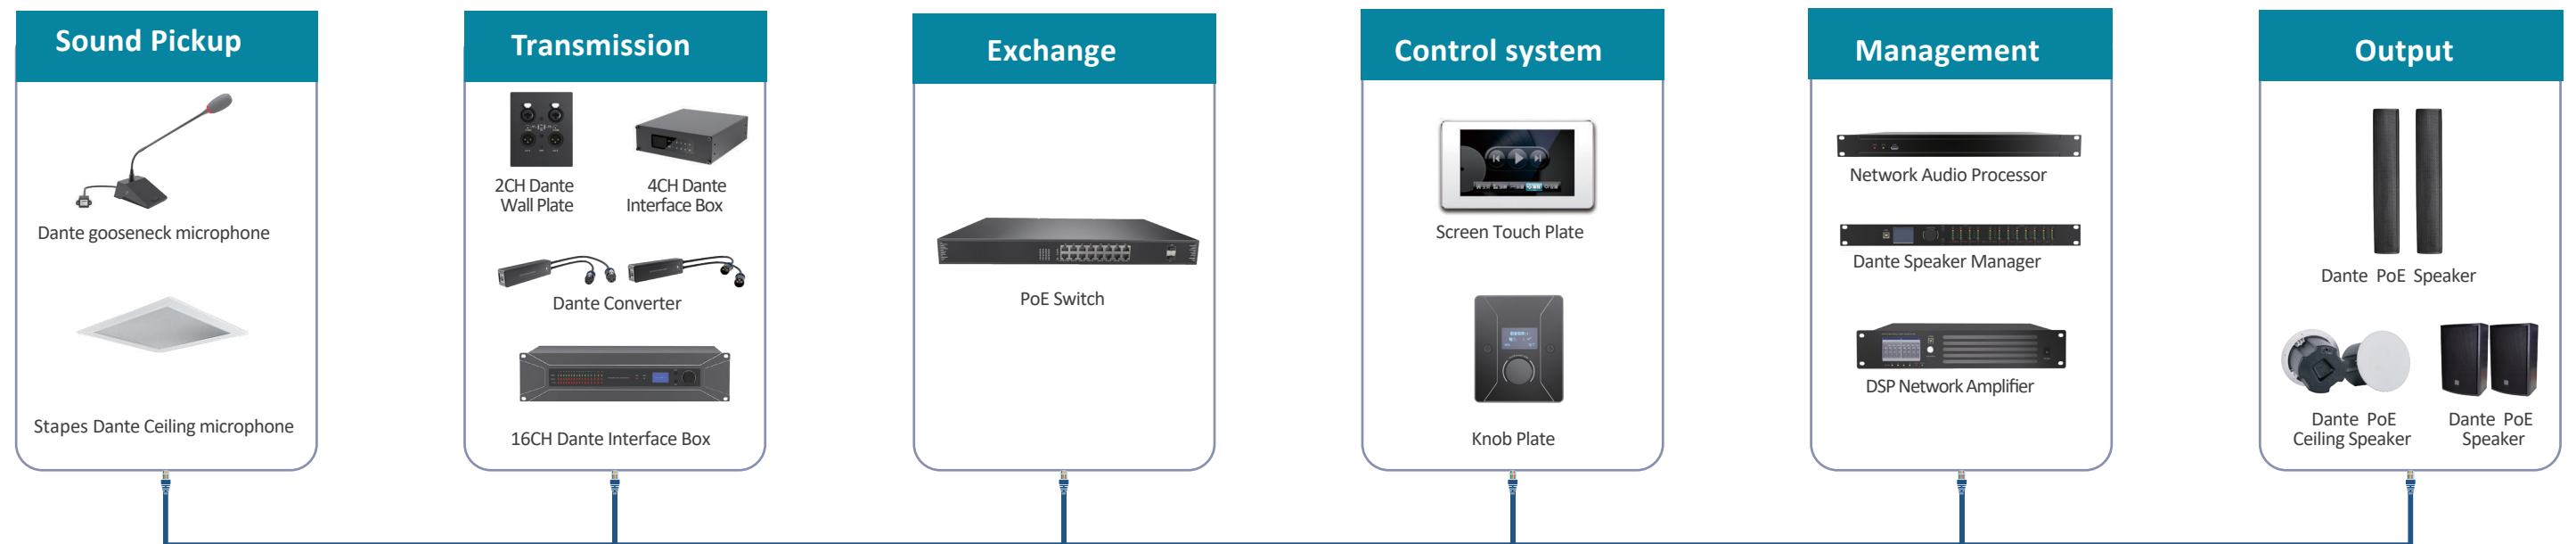 Sound Pickup
Dante gooseneck microphone
Stapes Dante Ceiling microphone
Transmission
2CH Dante
Wall Plate
4CH Dante
Interface Box
Dante Converter
16CH Dante Interface Box
Exchange
PoE Switch
Control system
Screen Touch Plate
Knob Plate
Management
Network Audio Processor
Dante Speaker Manager
DSP Network Amplifier
Output
Dante PoE Speaker
Dante PoE
Ceiling Speaker
Dante PoE
Speaker